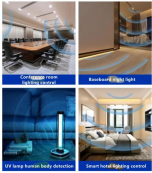 Conference room
lighting control
Baseboard night light
UV lamp human body detection
Smart hotel lighting control